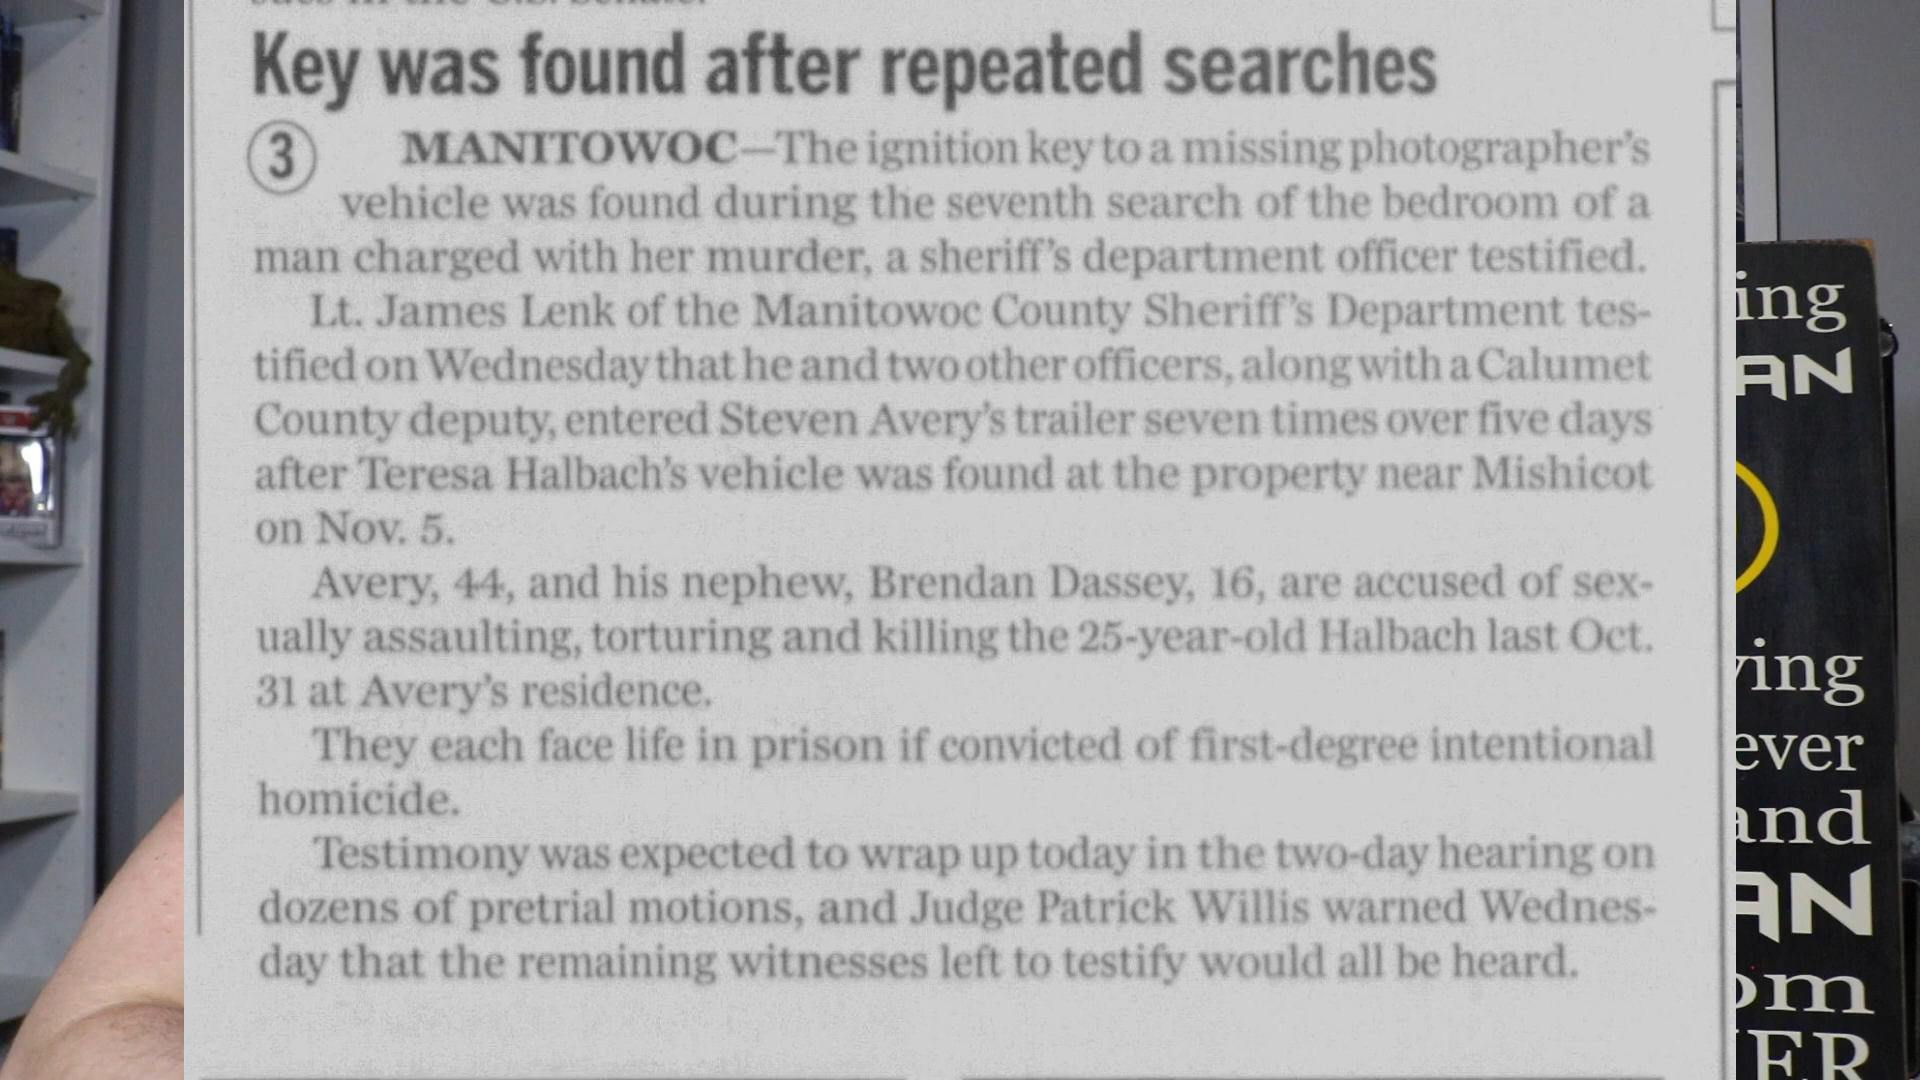 Key was found after repeated searches
3 MANITOWOC—The ignition key to a missing photographer's
vehicle was found during the seventh search of the bedroom of a
man charged with her murder, a sheriff's department officer testified.
Lt. James Lenk of the Manitowoc County Sheriff's Department tes-
tified on Wednesday that he and two other officers, along with a Calumet
County deputy, entered Steven Avery's trailer seven times over five days
after Teresa Halbach's vehicle was found at the property near Mishicot
on Nov. 5.
Avery, 44, and his nephew, Brendan Dassey, 16, are accused of sex-
ually assaulting, torturing and killing the 25-year-old Halbach last Oct.
31 at Avery's residence.
They each face life in prison if convicted of first-degree intentional
homicide.
Testimony was expected to wrap up today in the two-day hearing on
dozens of pretrial motions, and Judge Patrick Willis warned Wednes-
day that the remaining witnesses left to testify would all be heard.
ing
AN
ever
and
AN
om
ER